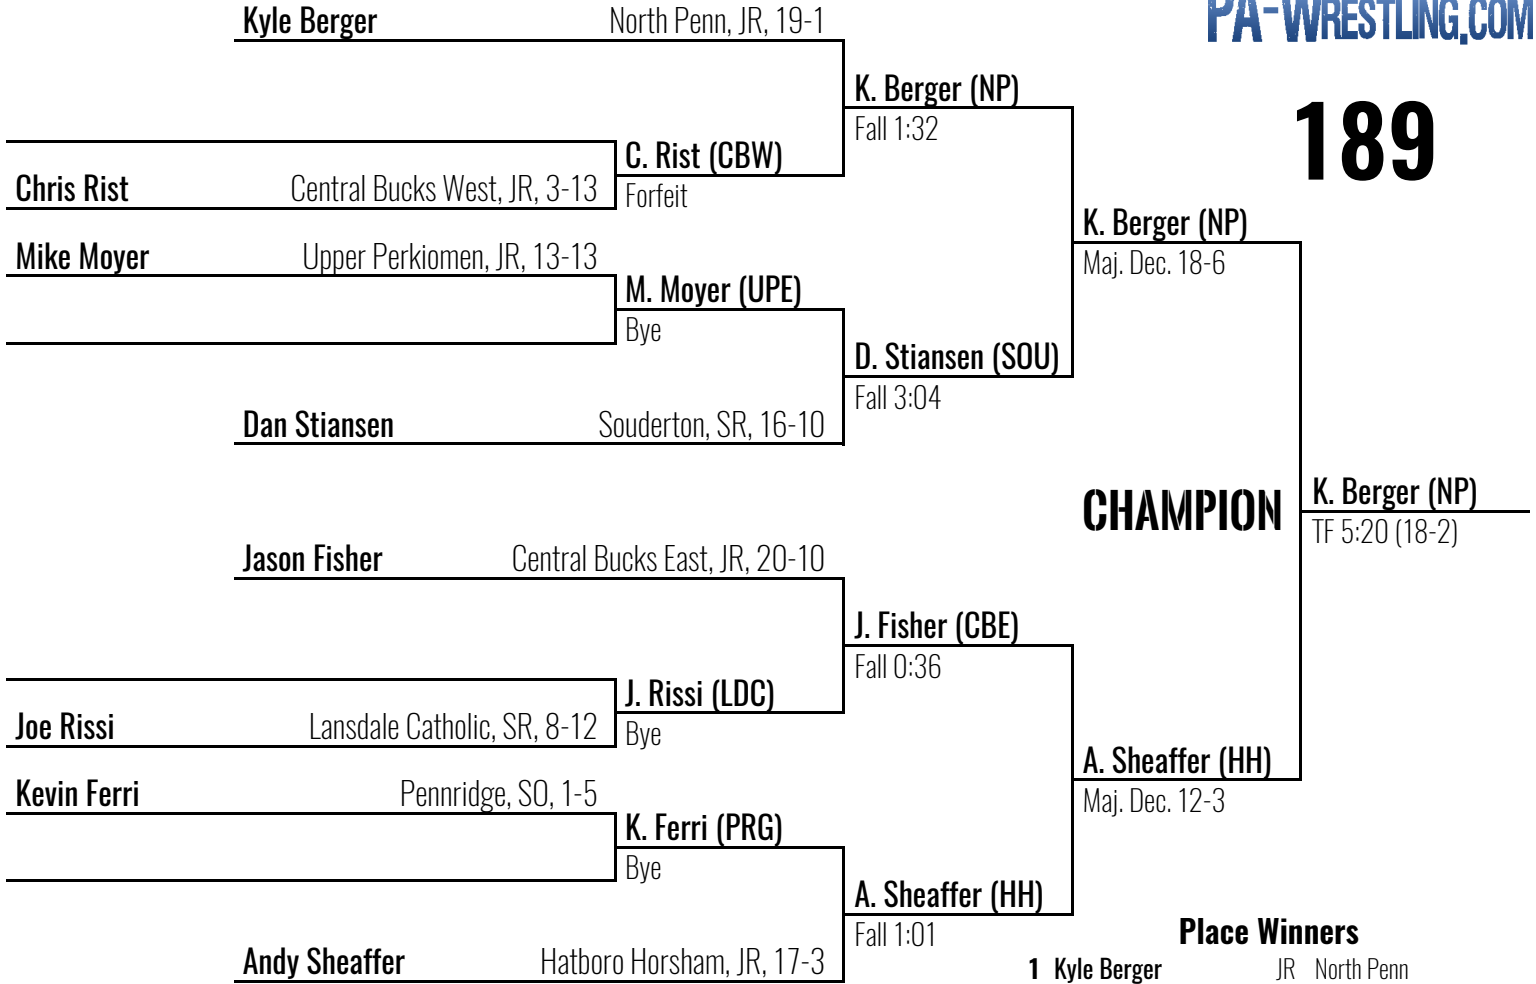 PA-WRESTLING.COM
189
Kyle Berger North Penn, JR, 19-1
K. Berger (NP)
Fall 1:32
C. Rist (CBW)
Forfeit
Chris Rist Central Bucks West, JR, 3-13
K. Berger (NP)
Maj. Dec. 18-6
Mike Moyer Upper Perkiomen, JR, 13-13
M. Moyer (UPE)
Bye
D. Stiansen (SOU)
Fall 3:04
Dan Stiansen Souderton, SR, 16-10
CHAMPION
K. Berger (NP)
TF 5:20 (18-2)
Jason Fisher Central Bucks East, JR, 20-10
J. Fisher (CBE)
Fall 0:36
J. Rissi (LDC)
Bye
Joe Rissi Lansdale Catholic, SR, 8-12
A. Sheaffer (HH)
Maj. Dec. 12-3
Kevin Ferri Pennridge, SO, 1-5
K. Ferri (PRG)
Bye
A. Sheaffer (HH)
Fall 1:01
Andy Sheaffer Hatboro Horsham, JR, 17-3
Place Winners
1 Kyle Berger JR North Penn